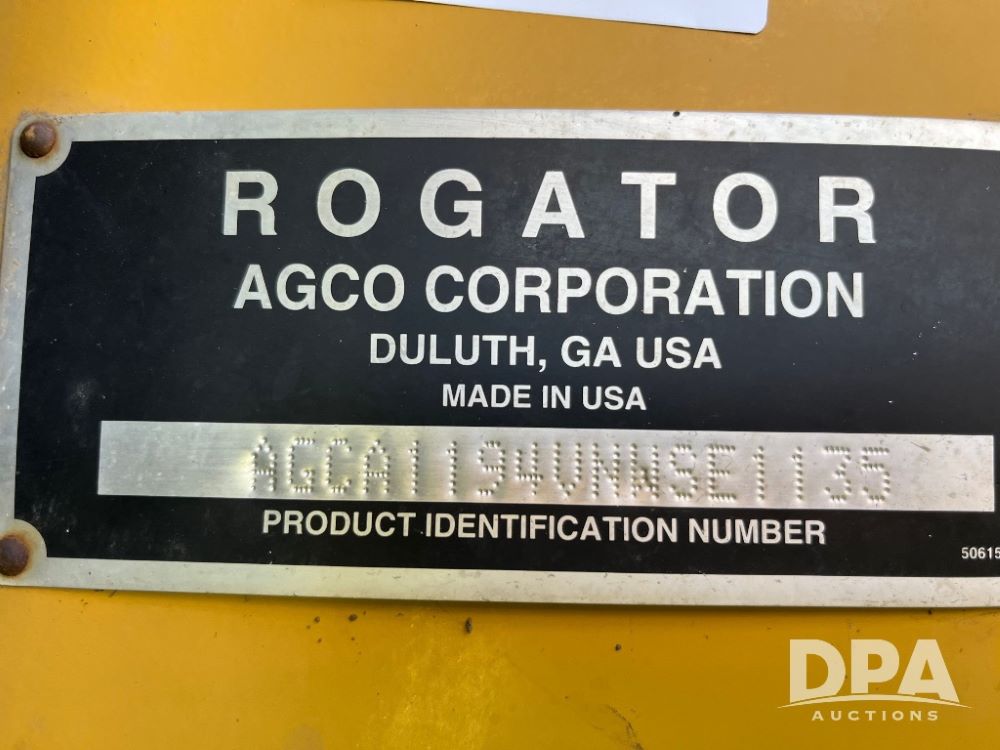 ROGATOR
AGCO CORPORATION
DULUTH, GA USA
MADE IN USA
AGCA1194VNWSE1135
PRODUCT IDENTIFICATION NUMBER
50615
DPA
AUCTIONS